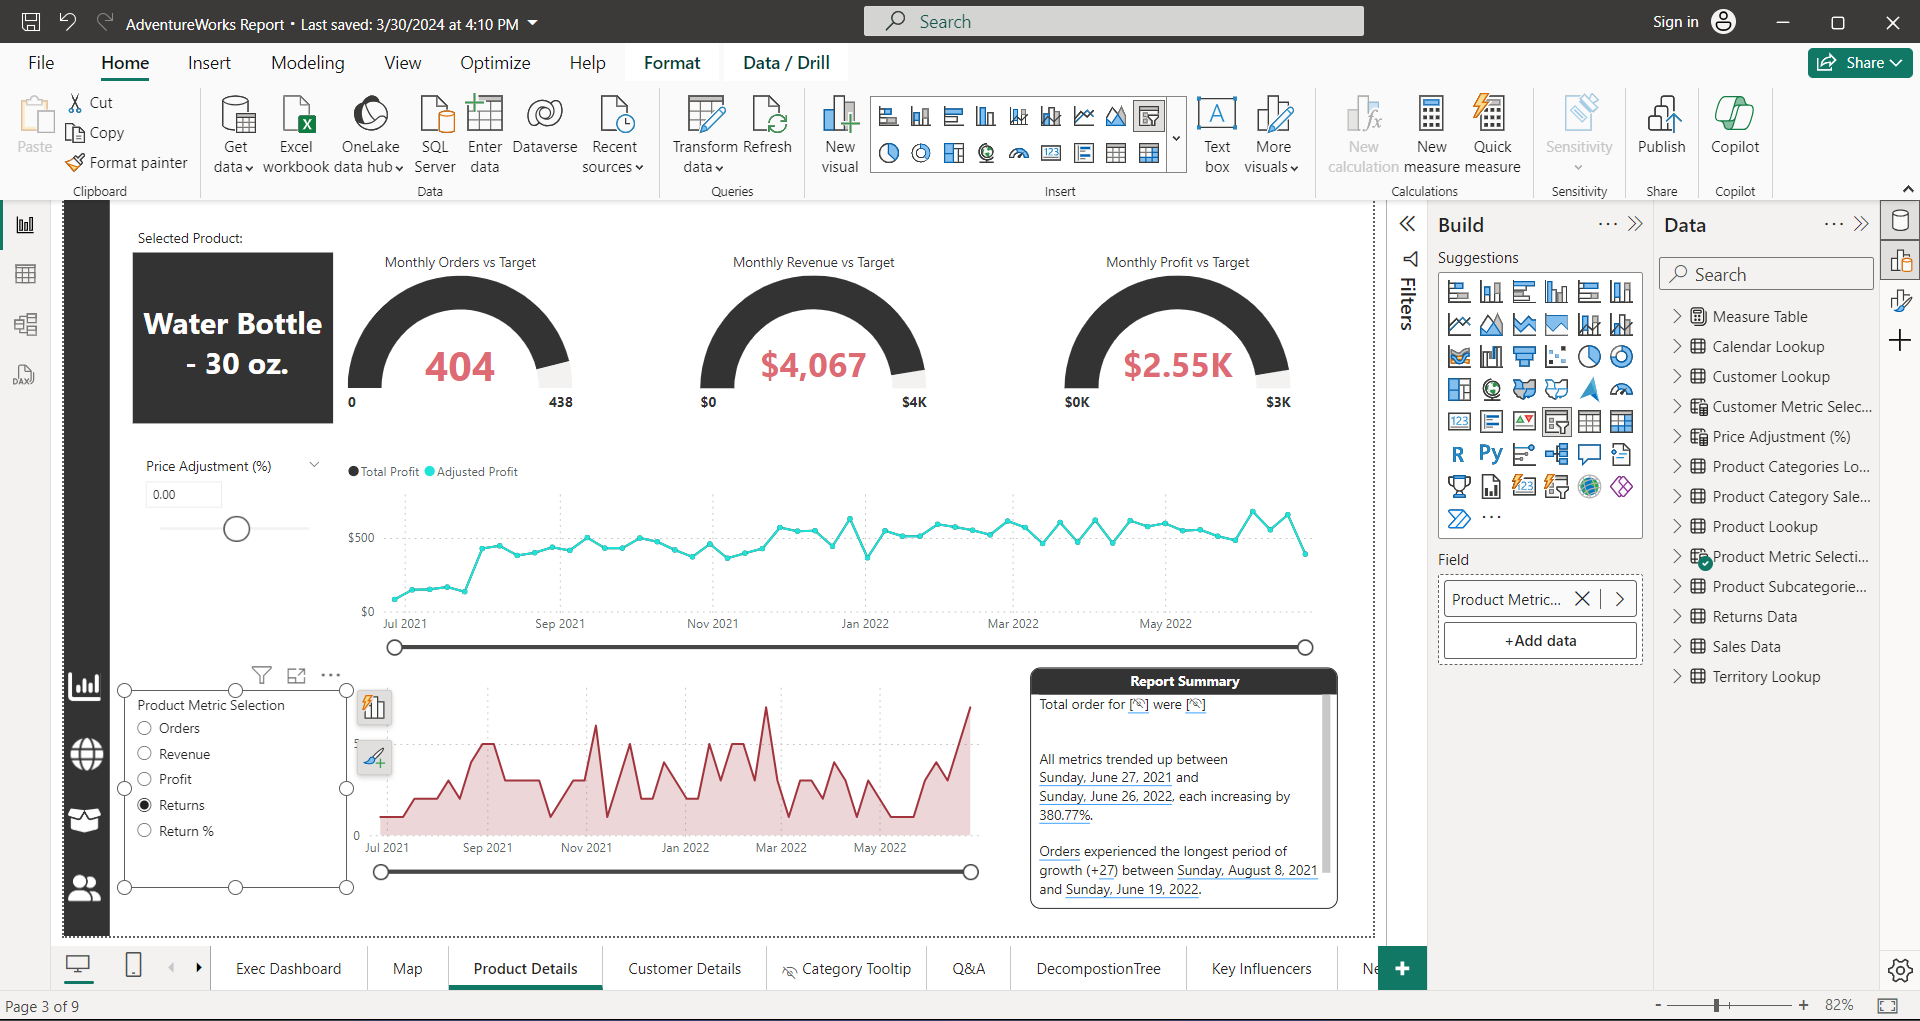 AdventureWorks Report • Last saved: 3/30/2024 at 4:10 PM
Search
Sign in
File
Home
Insert
Modeling
View
Optimize
Help
Format
Data / Drill
Share
Paste
Cut
Copy
Format painter
Clipboard
Get data
Excel workbook
OneLake data hub
SQL Server
Enter data
Dataverse
Recent sources
Data
Transform data
Refresh
Queries
New visual
Text box
More visuals
Insert
New calculation
New measure
Quick measure
Calculations
Sensitivity
Sensitivity
Publish
Share
Copilot
Copilot
Selected Product:
Water Bottle
- 30 oz.
Monthly Orders vs Target
404
0
438
Monthly Revenue vs Target
$4,067
$0
$4K
Monthly Profit vs Target
$2.55K
$0K
$3K
Price Adjustment (%)
0.00
Total Profit
Adjusted Profit
$500
$0
Jul 2021
Sep 2021
Nov 2021
Jan 2022
Mar 2022
May 2022
Product Metric Selection
Orders
Revenue
Profit
Returns
Return %
0
Jul 2021
Sep 2021
Nov 2021
Jan 2022
Mar 2022
May 2022
Report Summary
Total order for [] were []
All metrics trended up between
Sunday, June 27, 2021 and
Sunday, June 26, 2022, each increasing by
380.77%.
Orders experienced the longest period of
growth (+27) between Sunday, August 8, 2021
and Sunday, June 19, 2022.
Filters
Build
Suggestions
123
R
Py
123
Field
Product Metric...
+Add data
Data
Search
Measure Table
Calendar Lookup
Customer Lookup
Customer Metric Selec...
Price Adjustment (%)
Product Categories Lo...
Product Category Sale...
Product Lookup
Product Metric Selecti...
Product Subcategorie...
Returns Data
Sales Data
Territory Lookup
DAX
Exec Dashboard
Map
Product Details
Customer Details
Category Tooltip
Q&A
DecompostionTree
Key Influencers
Page 3 of 9
- + 82%